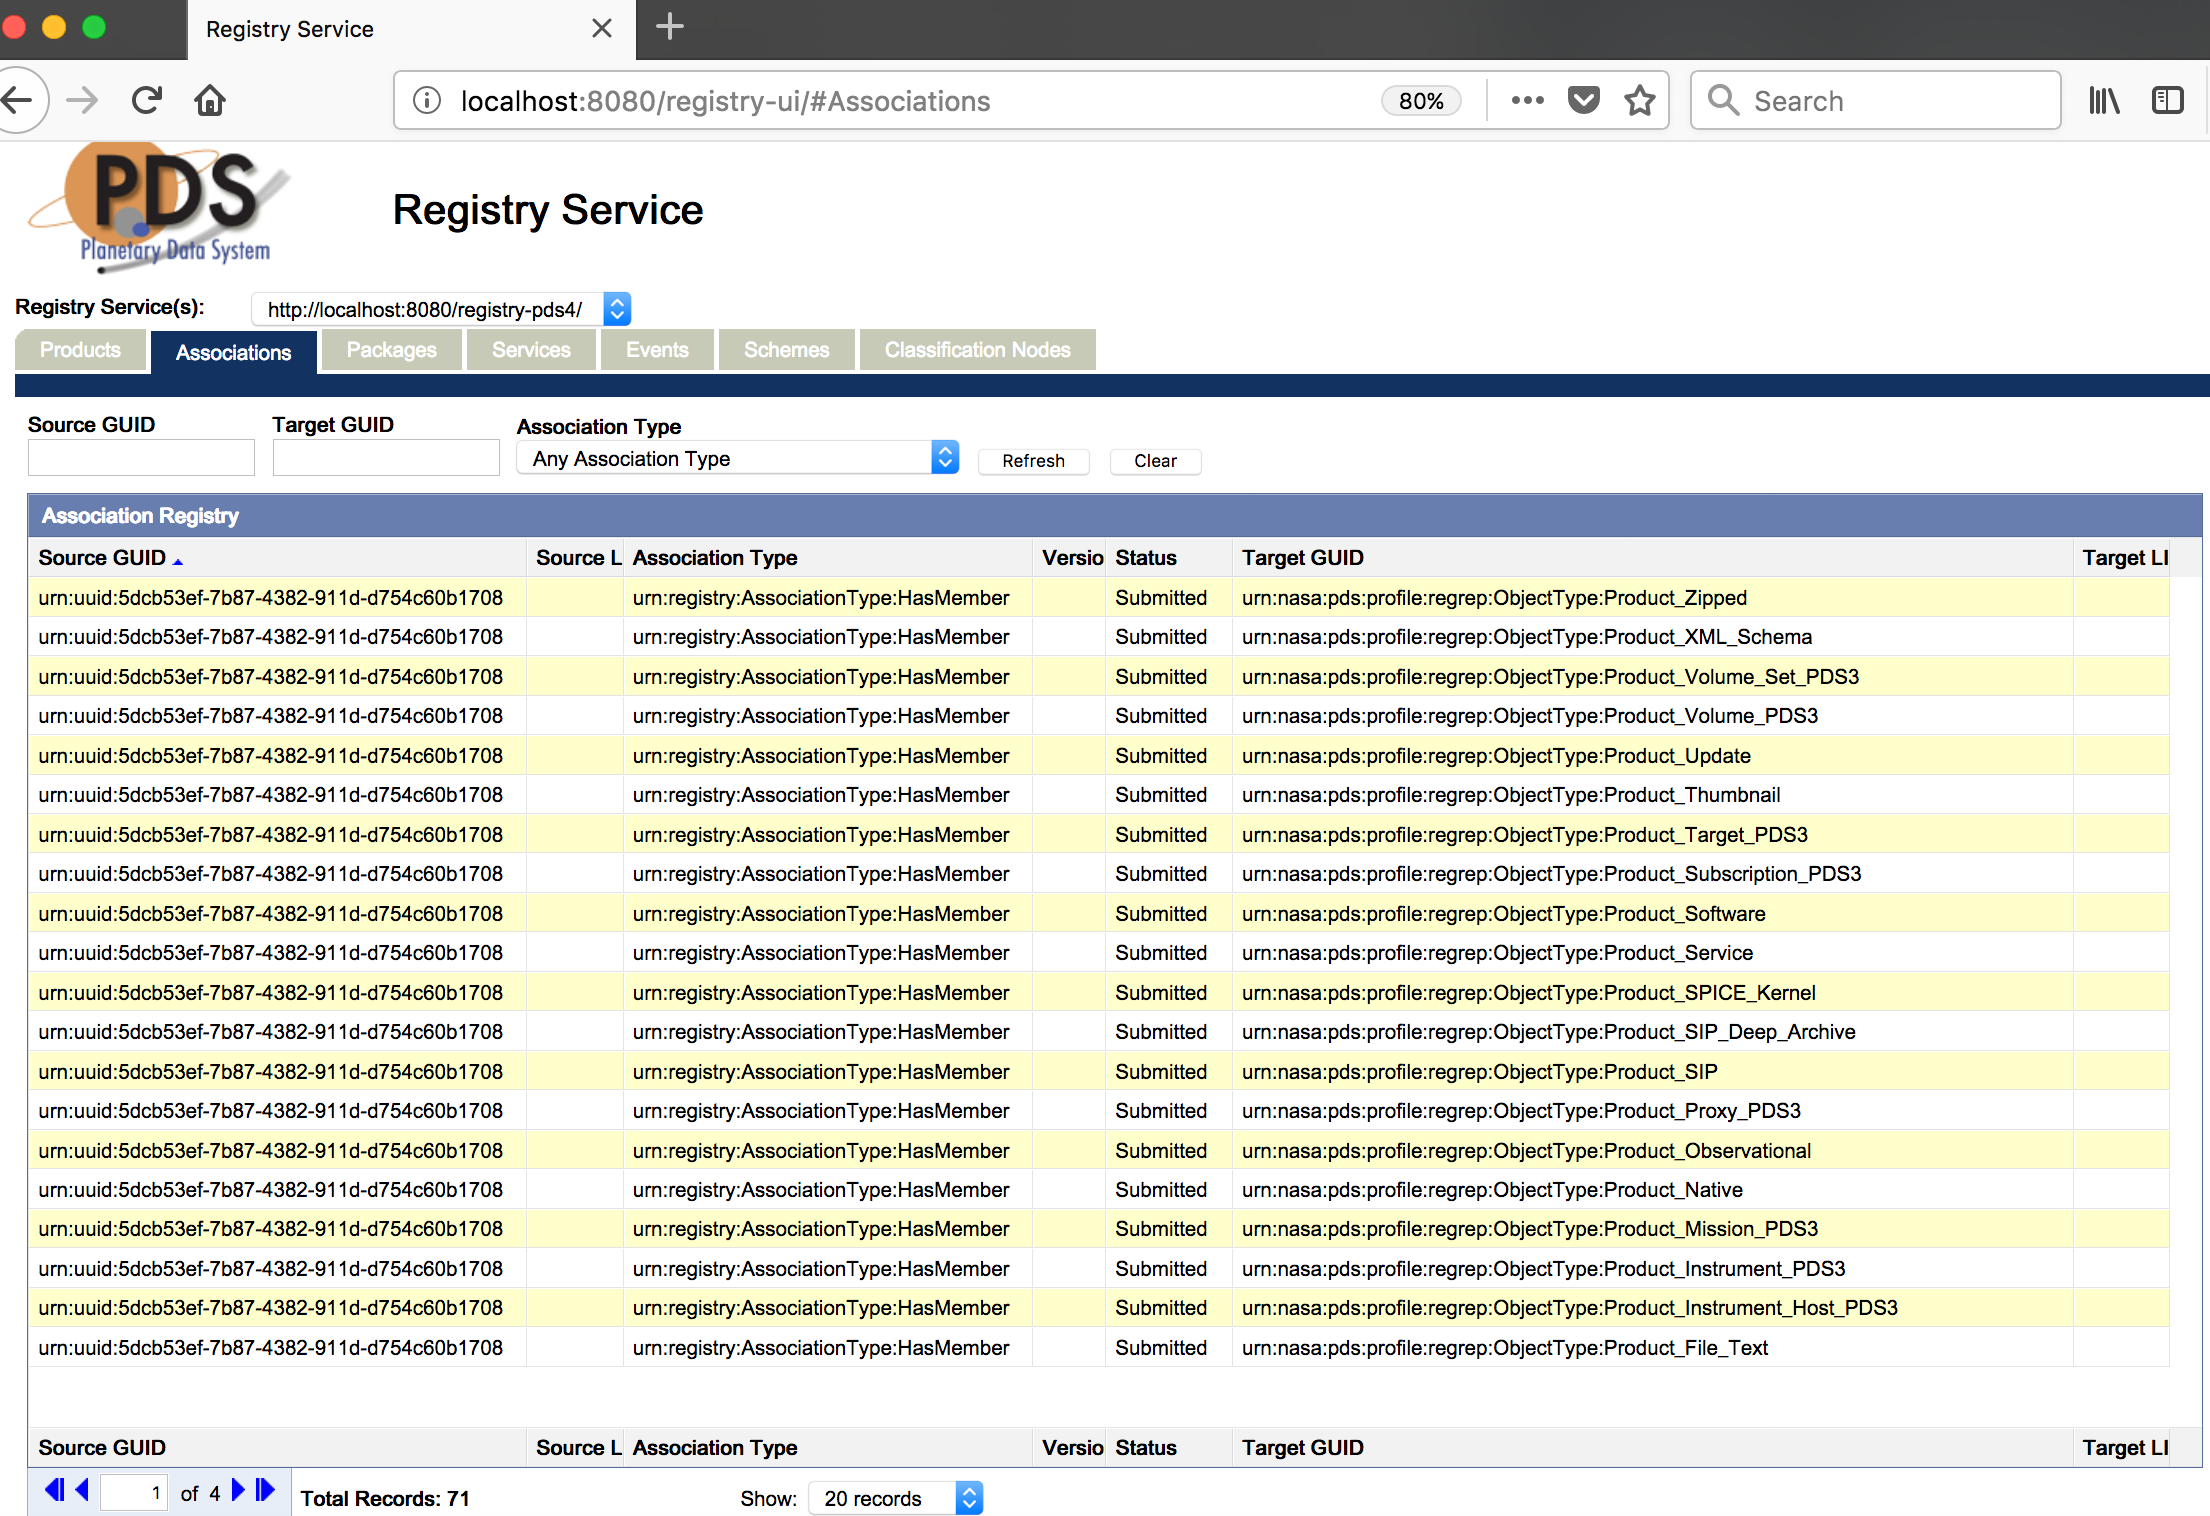 Registry Service
localhost:8080/registry-ui/#Associations 80% Search
PDS
Planetary Data System
Registry Service
Registry Service(s): http://localhost:8080/registry-pds4/
Products Associations Packages Services Events Schemes Classification Nodes
Source GUID Target GUID Association Type
Any Association Type Refresh Clear
Association Registry
Source GUID Source L Association Type Versio Status Target GUID Target LI
urn:uuid:5dcb53ef-7b87-4382-911d-d754c60b1708 urn:registry:AssociationType:HasMember Submitted urn:nasa:pds:profile:regrep:ObjectType:Product_Zipped
urn:uuid:5dcb53ef-7b87-4382-911d-d754c60b1708 urn:registry:AssociationType:HasMember Submitted urn:nasa:pds:profile:regrep:ObjectType:Product_XML_Schema
urn:uuid:5dcb53ef-7b87-4382-911d-d754c60b1708 urn:registry:AssociationType:HasMember Submitted urn:nasa:pds:profile:regrep:ObjectType:Product_Volume_Set_PDS3
urn:uuid:5dcb53ef-7b87-4382-911d-d754c60b1708 urn:registry:AssociationType:HasMember Submitted urn:nasa:pds:profile:regrep:ObjectType:Product_Volume_PDS3
urn:uuid:5dcb53ef-7b87-4382-911d-d754c60b1708 urn:registry:AssociationType:HasMember Submitted urn:nasa:pds:profile:regrep:ObjectType:Product_Update
urn:uuid:5dcb53ef-7b87-4382-911d-d754c60b1708 urn:registry:AssociationType:HasMember Submitted urn:nasa:pds:profile:regrep:ObjectType:Product_Thumbnail
urn:uuid:5dcb53ef-7b87-4382-911d-d754c60b1708 urn:registry:AssociationType:HasMember Submitted urn:nasa:pds:profile:regrep:ObjectType:Product_Target_PDS3
urn:uuid:5dcb53ef-7b87-4382-911d-d754c60b1708 urn:registry:AssociationType:HasMember Submitted urn:nasa:pds:profile:regrep:ObjectType:Product_Subscription_PDS3
urn:uuid:5dcb53ef-7b87-4382-911d-d754c60b1708 urn:registry:AssociationType:HasMember Submitted urn:nasa:pds:profile:regrep:ObjectType:Product_Software
urn:uuid:5dcb53ef-7b87-4382-911d-d754c60b1708 urn:registry:AssociationType:HasMember Submitted urn:nasa:pds:profile:regrep:ObjectType:Product_Service
urn:uuid:5dcb53ef-7b87-4382-911d-d754c60b1708 urn:registry:AssociationType:HasMember Submitted urn:nasa:pds:profile:regrep:ObjectType:Product_SPICE_Kernel
urn:uuid:5dcb53ef-7b87-4382-911d-d754c60b1708 urn:registry:AssociationType:HasMember Submitted urn:nasa:pds:profile:regrep:ObjectType:Product_SIP_Deep_Archive
urn:uuid:5dcb53ef-7b87-4382-911d-d754c60b1708 urn:registry:AssociationType:HasMember Submitted urn:nasa:pds:profile:regrep:ObjectType:Product_SIP
urn:uuid:5dcb53ef-7b87-4382-911d-d754c60b1708 urn:registry:AssociationType:HasMember Submitted urn:nasa:pds:profile:regrep:ObjectType:Product_Proxy_PDS3
urn:uuid:5dcb53ef-7b87-4382-911d-d754c60b1708 urn:registry:AssociationType:HasMember Submitted urn:nasa:pds:profile:regrep:ObjectType:Product_Observational
urn:uuid:5dcb53ef-7b87-4382-911d-d754c60b1708 urn:registry:AssociationType:HasMember Submitted urn:nasa:pds:profile:regrep:ObjectType:Product_Native
urn:uuid:5dcb53ef-7b87-4382-911d-d754c60b1708 urn:registry:AssociationType:HasMember Submitted urn:nasa:pds:profile:regrep:ObjectType:Product_Mission_PDS3
urn:uuid:5dcb53ef-7b87-4382-911d-d754c60b1708 urn:registry:AssociationType:HasMember Submitted urn:nasa:pds:profile:regrep:ObjectType:Product_Instrument_PDS3
urn:uuid:5dcb53ef-7b87-4382-911d-d754c60b1708 urn:registry:AssociationType:HasMember Submitted urn:nasa:pds:profile:regrep:ObjectType:Product_Instrument_Host_PDS3
urn:uuid:5dcb53ef-7b87-4382-911d-d754c60b1708 urn:registry:AssociationType:HasMember Submitted urn:nasa:pds:profile:regrep:ObjectType:Product_File_Text
Source GUID Source L Association Type Versio Status Target GUID Target LI
1 of 4 Total Records: 71 Show: 20 records